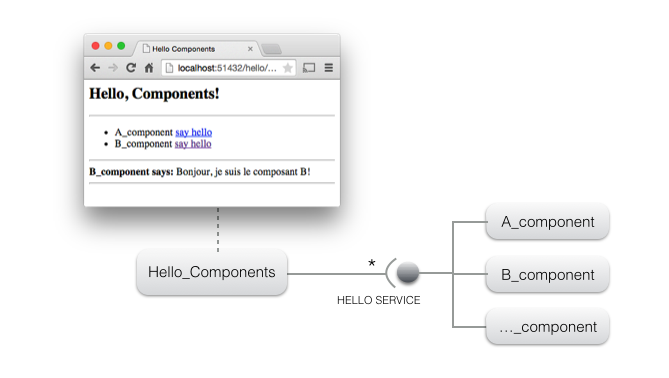 Hello Components
localhost:51432/hello/...
Hello, Components!
A_component say hello
B_component say hello
B_component says: Bonjour, je suis le composant B!
A_component
Hello_Components
*
B_component
HELLO SERVICE
..._component